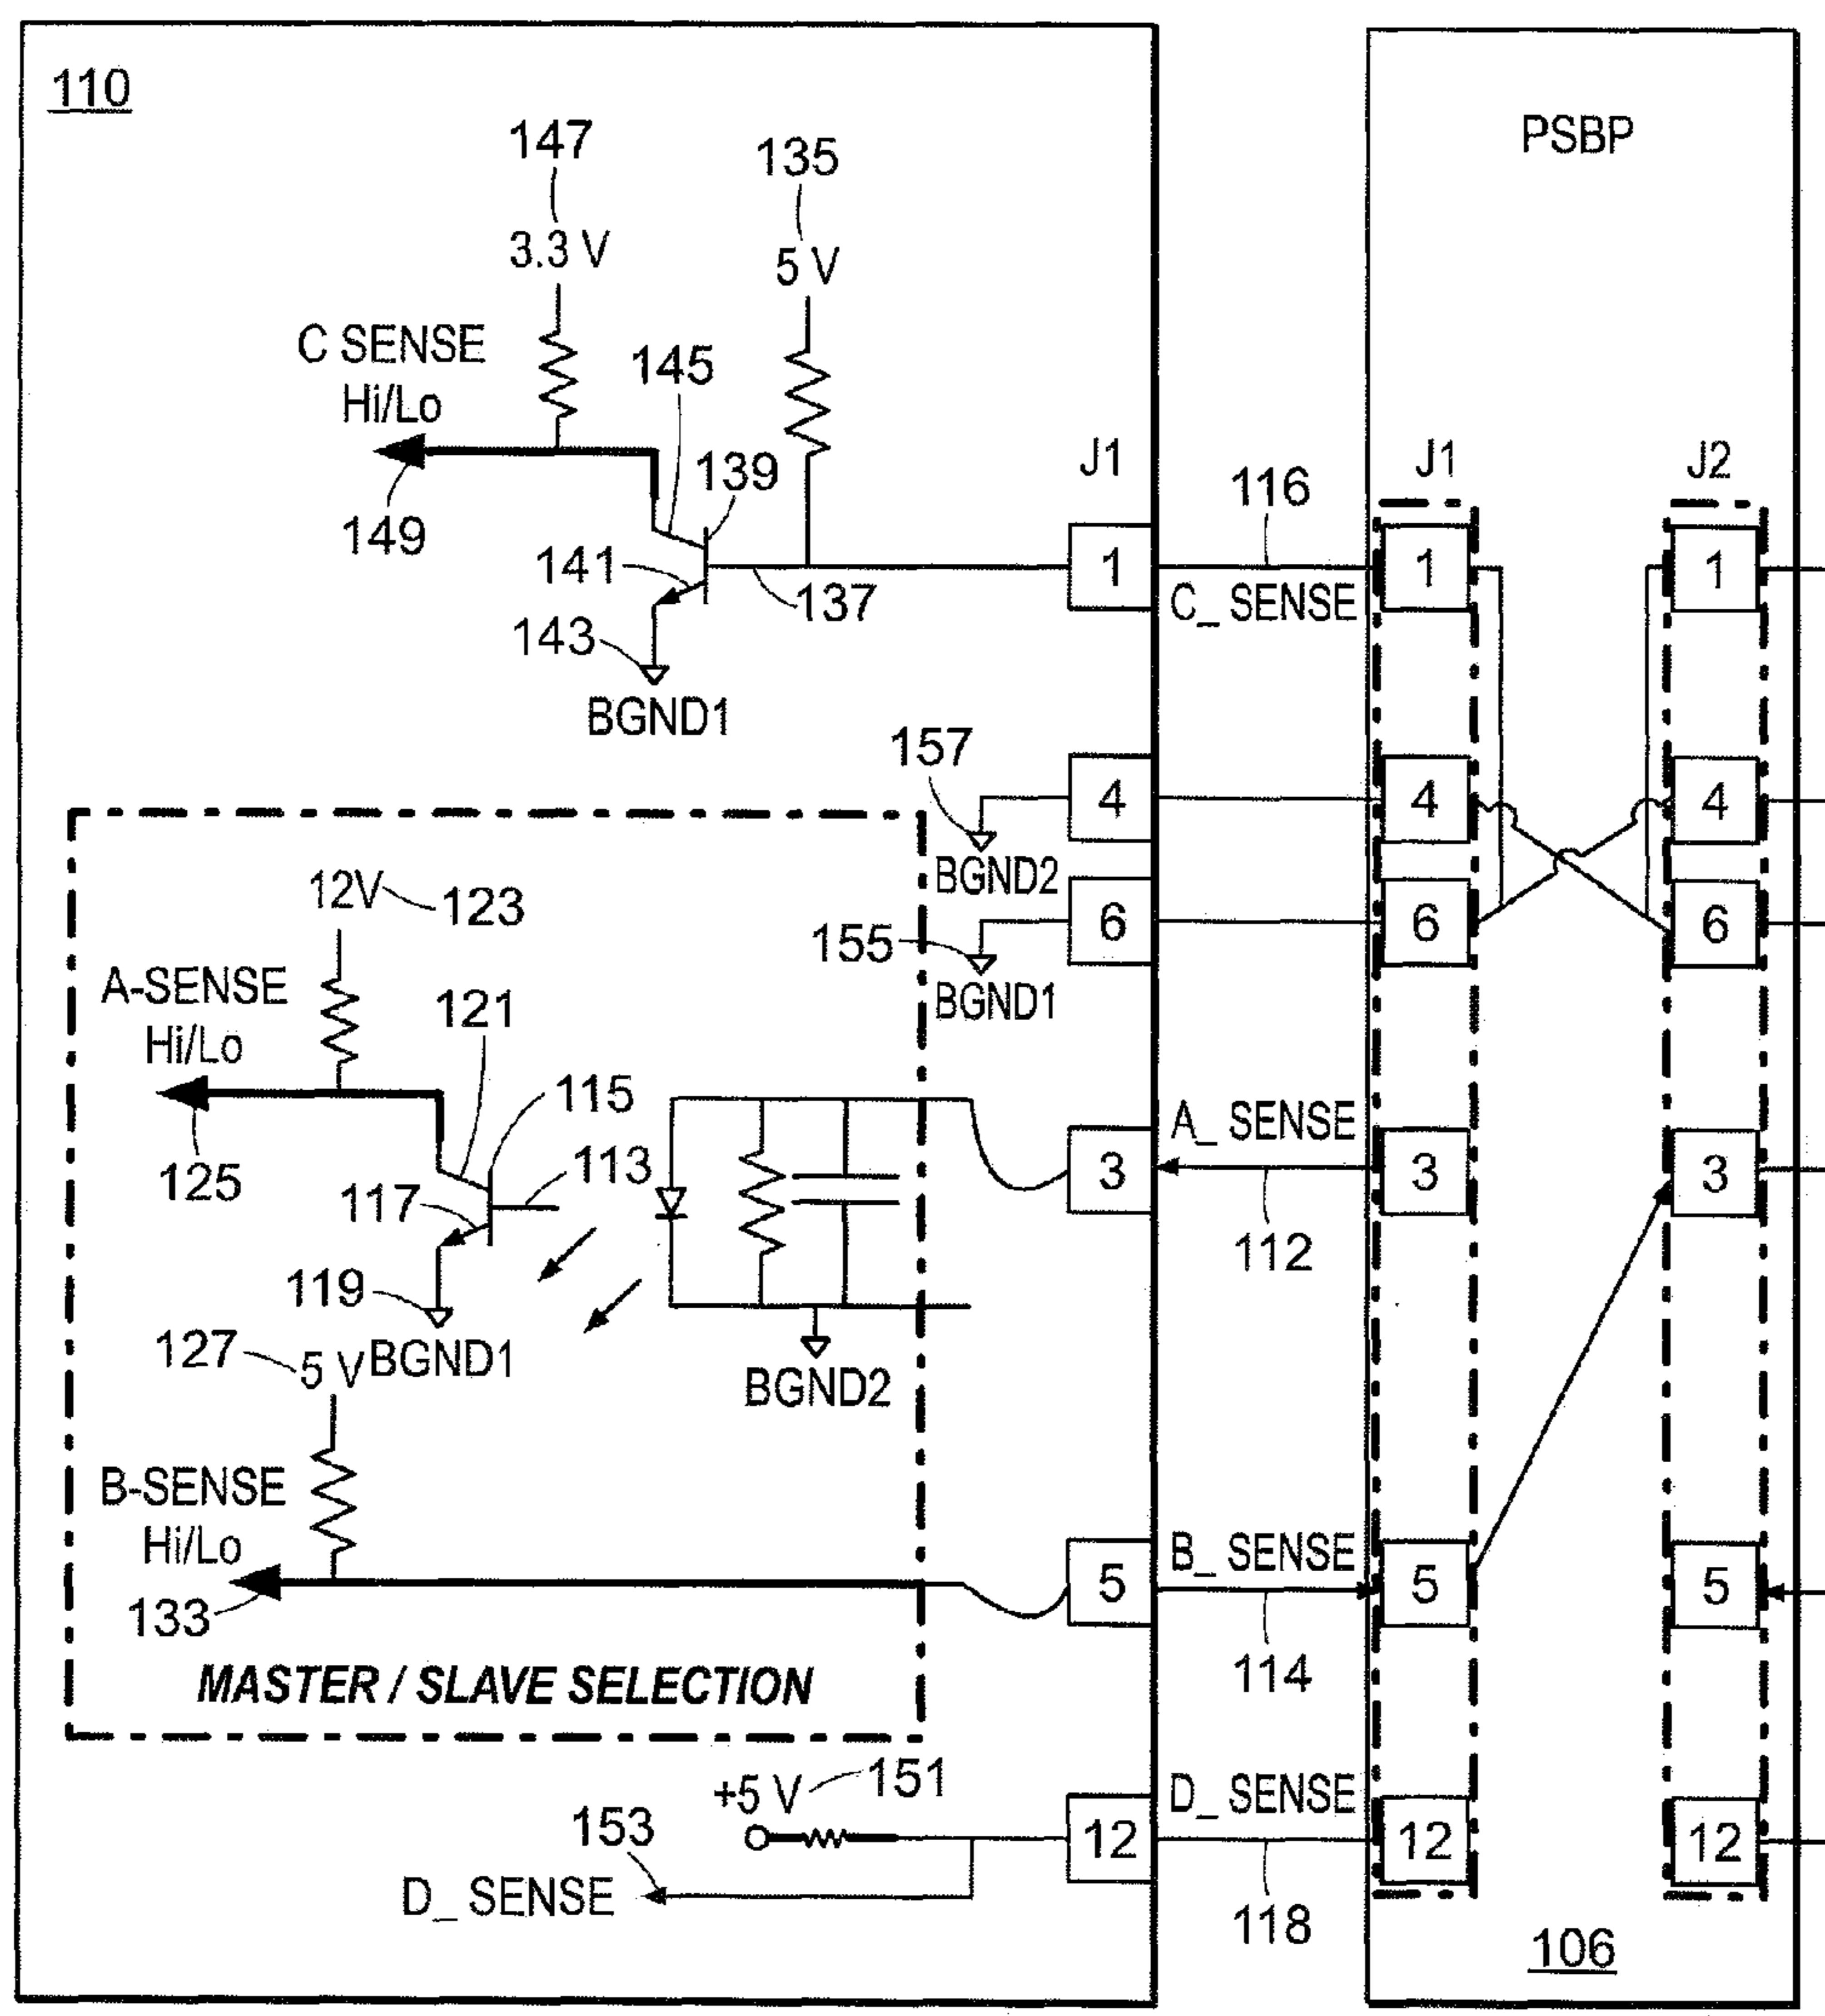 110
PSBP
147
135
3.3 V
5 V
C SENSE
Hi/Lo
145
139
J1
116
J1
J2
149
141
137
1
C_ SENSE
1
1
143
BGND1
157
4
4
4
BGND2
12V
123
155
6
6
6
BGND1
A-SENSE
Hi/Lo
121
115
A_ SENSE
125
117
113
3
3
3
112
119
127
5 V
BGND1
BGND2
B-SENSE
Hi/Lo
B_ SENSE
133
5
5
5
114
MASTER / SLAVE SELECTION
+5 V
151
D_ SENSE
153
12
12
12
D_ SENSE
118
106